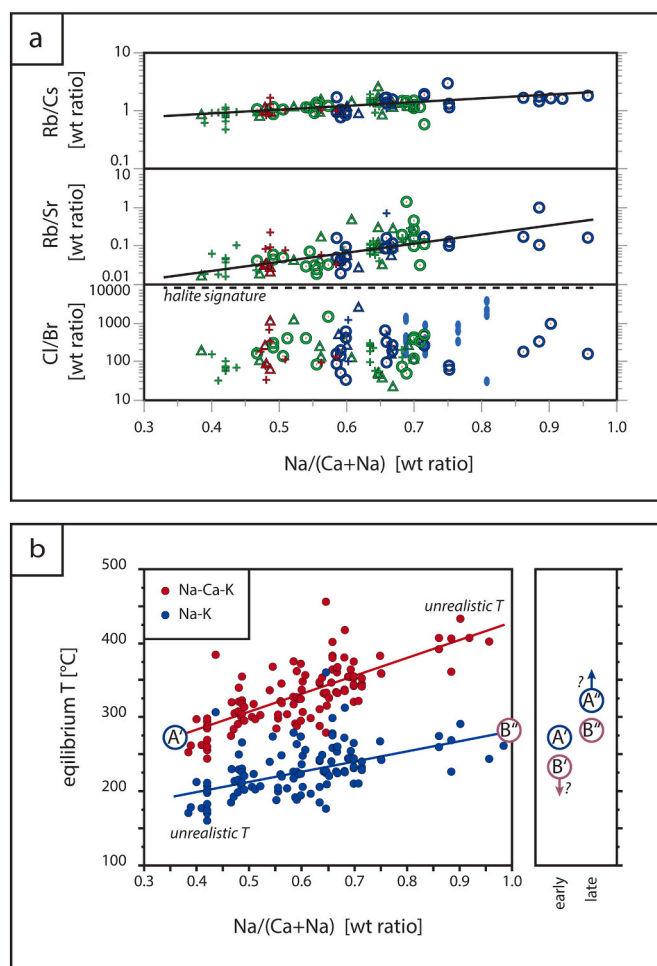 a
10
1
0.1
Rb/Cs
[wt ratio]
10
1
0.1
0.01
Rb/Sr
[wt ratio]
halite signature
10000
1000
100
10
Cl/Br
[wt ratio]
0.3 0.4 0.5 0.6 0.7 0.8 0.9 1.0
Na/(Ca+Na) [wt ratio]
b
500
400
300
200
100
eqilibrium T [°C]
Na-Ca-K
Na-K
unrealistic T
unrealistic T
A'
B"
0.3 0.4 0.5 0.6 0.7 0.8 0.9 1.0
Na/(Ca+Na) [wt ratio]
?
A"
A'
B"
B'
?
early
late